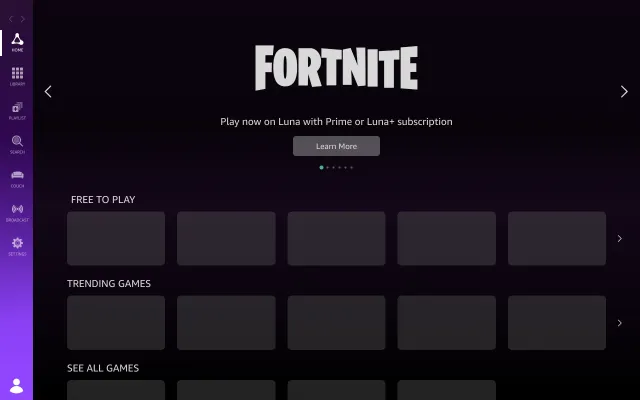 HOME
LIBRARY
PLAYLIST
SEARCH
COUCH
BROADCAST
SETTINGS
FORTNITE
Play now on Luna with Prime or Luna+ subscription
Learn More
FREE TO PLAY
TRENDING GAMES
SEE ALL GAMES